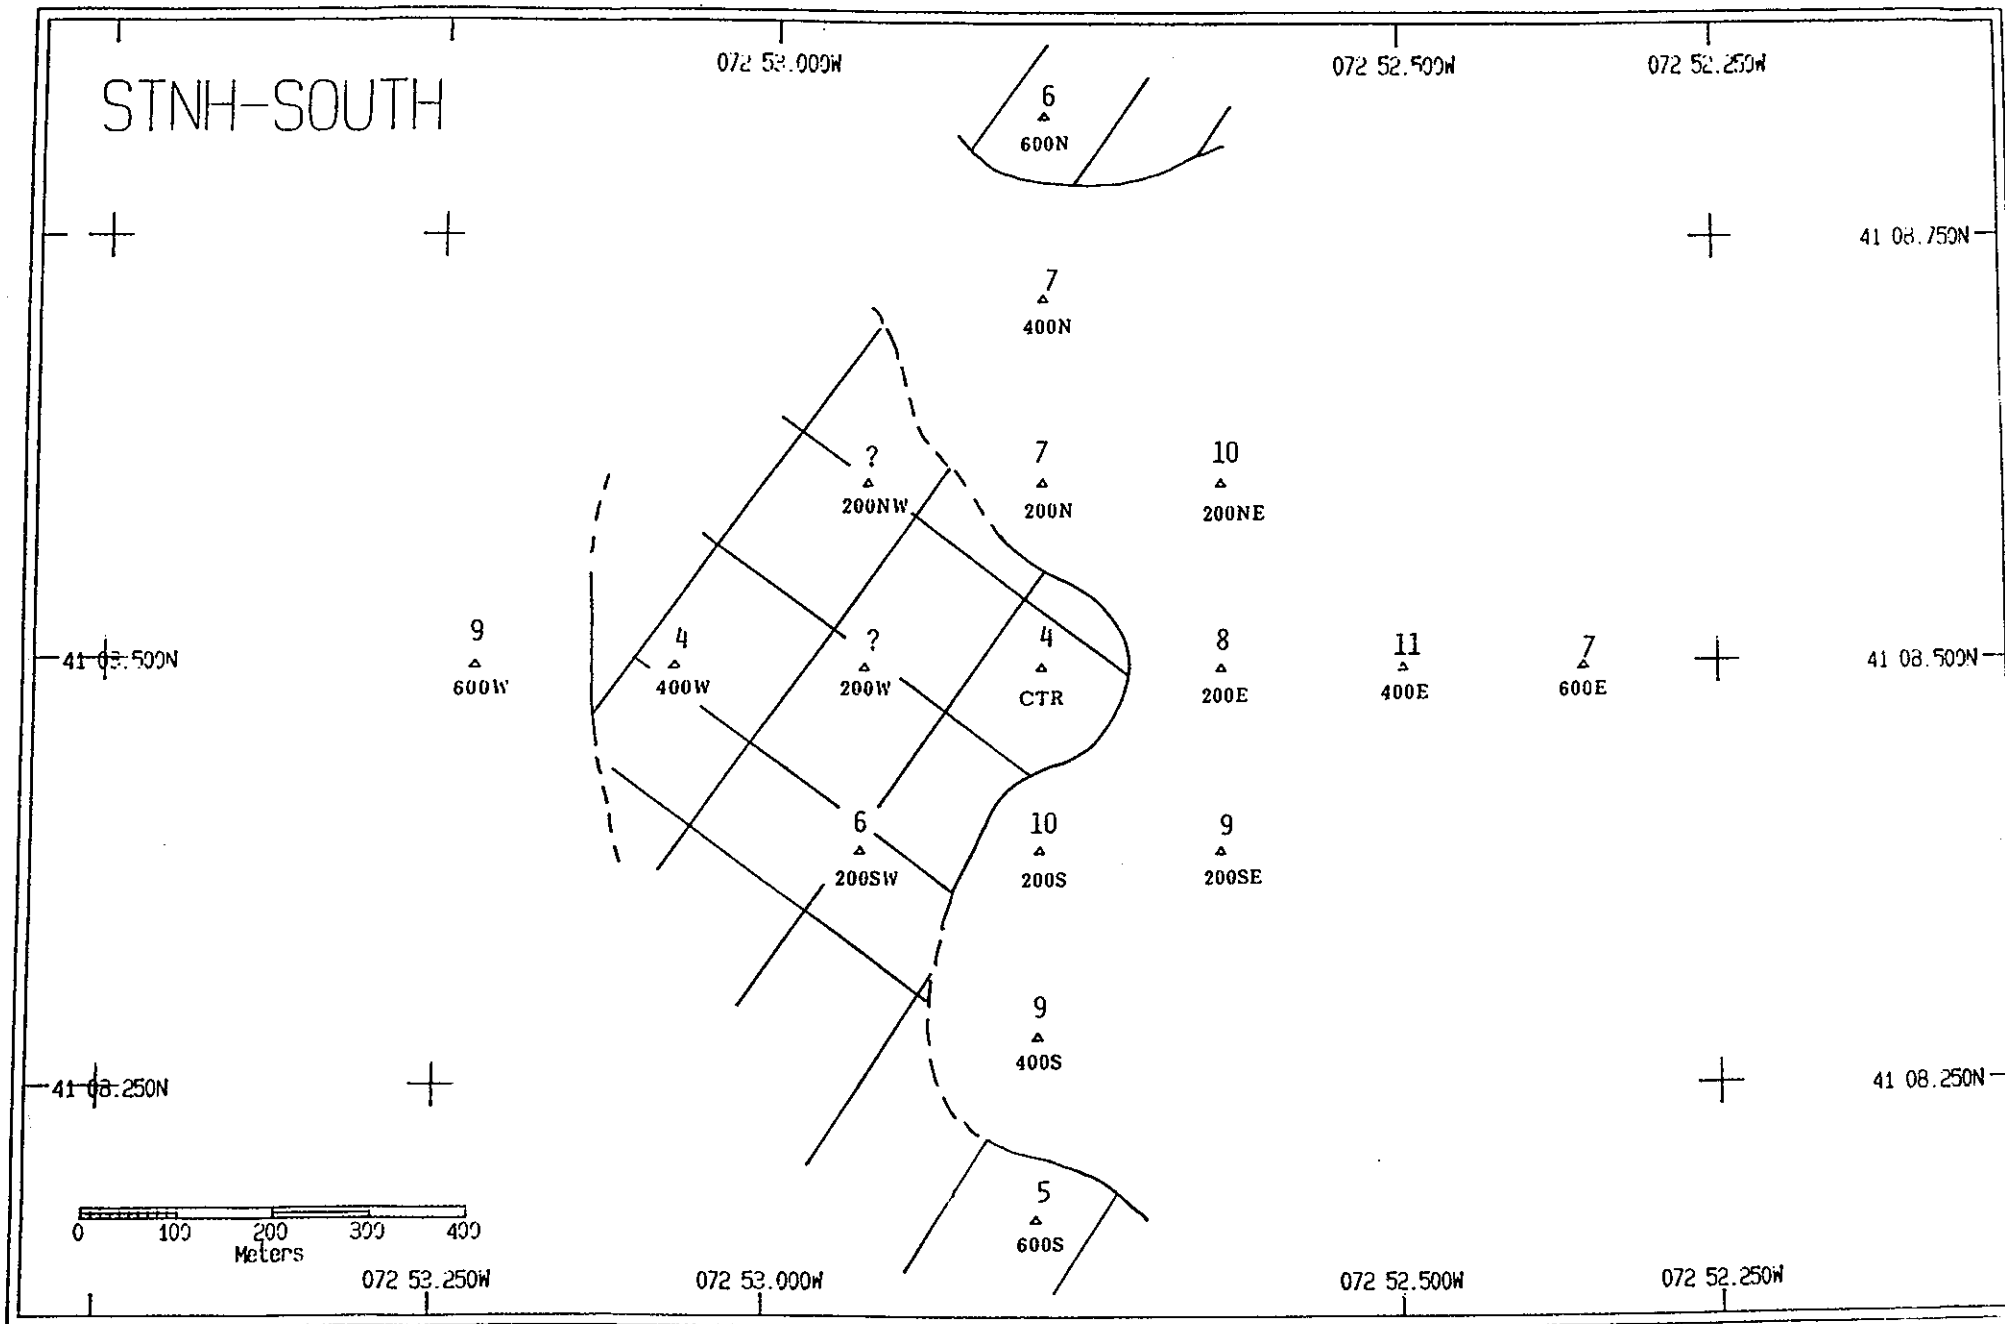 072 53.000W
072 52.500W
072 52.250W
STNH-SOUTH
6
600N
41 08.750N
7
400N
?
200NW
7
200N
10
200NE
41 08.500N
9
600W
4
400W
?
200W
4
CTR
8
200E
11
400E
7
600E
41 08.500N
6
200SW
10
200S
9
200SE
9
400S
41 08.250N
41 08.250N
5
600S
0 100 200 300 400
Meters
072 53.250W
072 53.000W
072 52.500W
072 52.250W